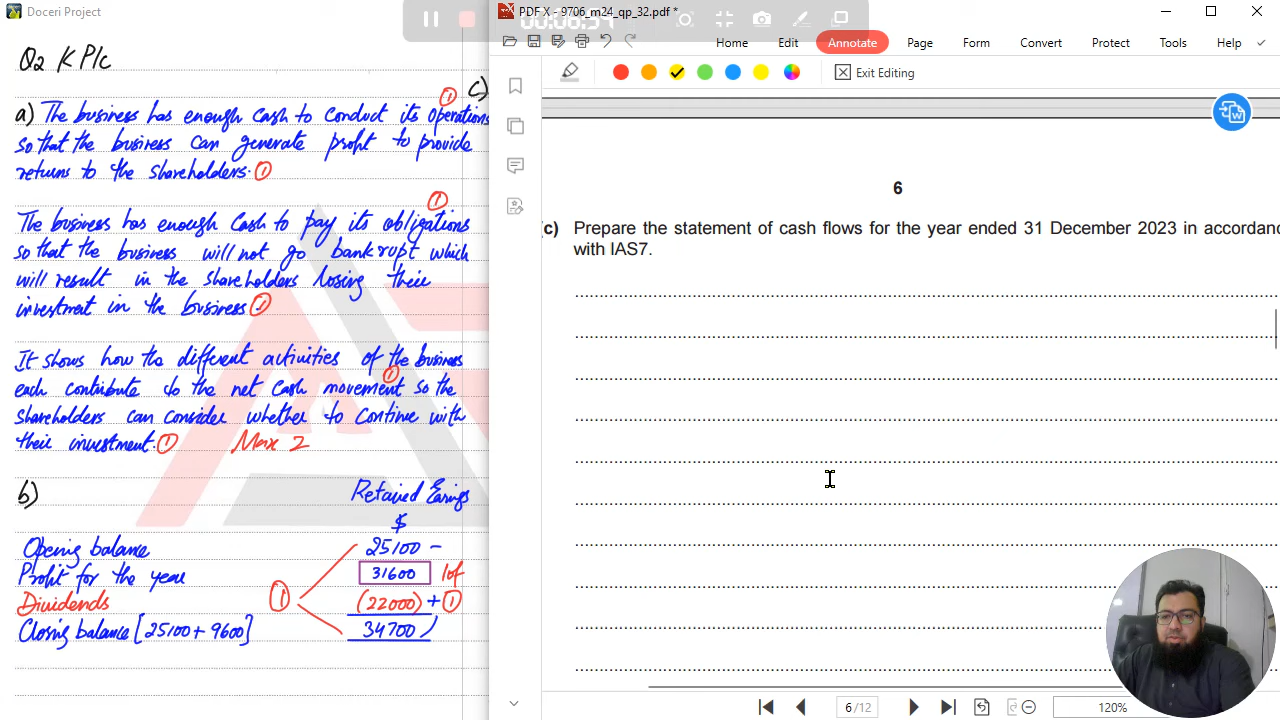 Doceri Project
Q2 K Plc
c)
a) The business has enough cash to conduct its operations ①
so that the business can generate profit to provide
returns to the shareholders. ①
The business has enough cash to pay its obligations ①
so that the business will not go bankrupt which
will result in the shareholders losing their
investment in the business. ①
It shows how the different activities of the business
each contribute to the net cash movement ① so the
shareholders can consider whether to continue with
their investment. ① Max 2
b) Retained Earings
$
Opening balance 25100 -
Profit for the year 31600 1of
Dividends ① (22000) + ①
Closing balance [25100 + 9600] 34700
PDF X - 9706_m24_qp_32.pdf *
Home Edit Annotate Page Form Convert Protect Tools Help
Exit Editing
6
(c) Prepare the statement of cash flows for the year ended 31 December 2023 in accordanc
with IAS7.
6 /12
120%